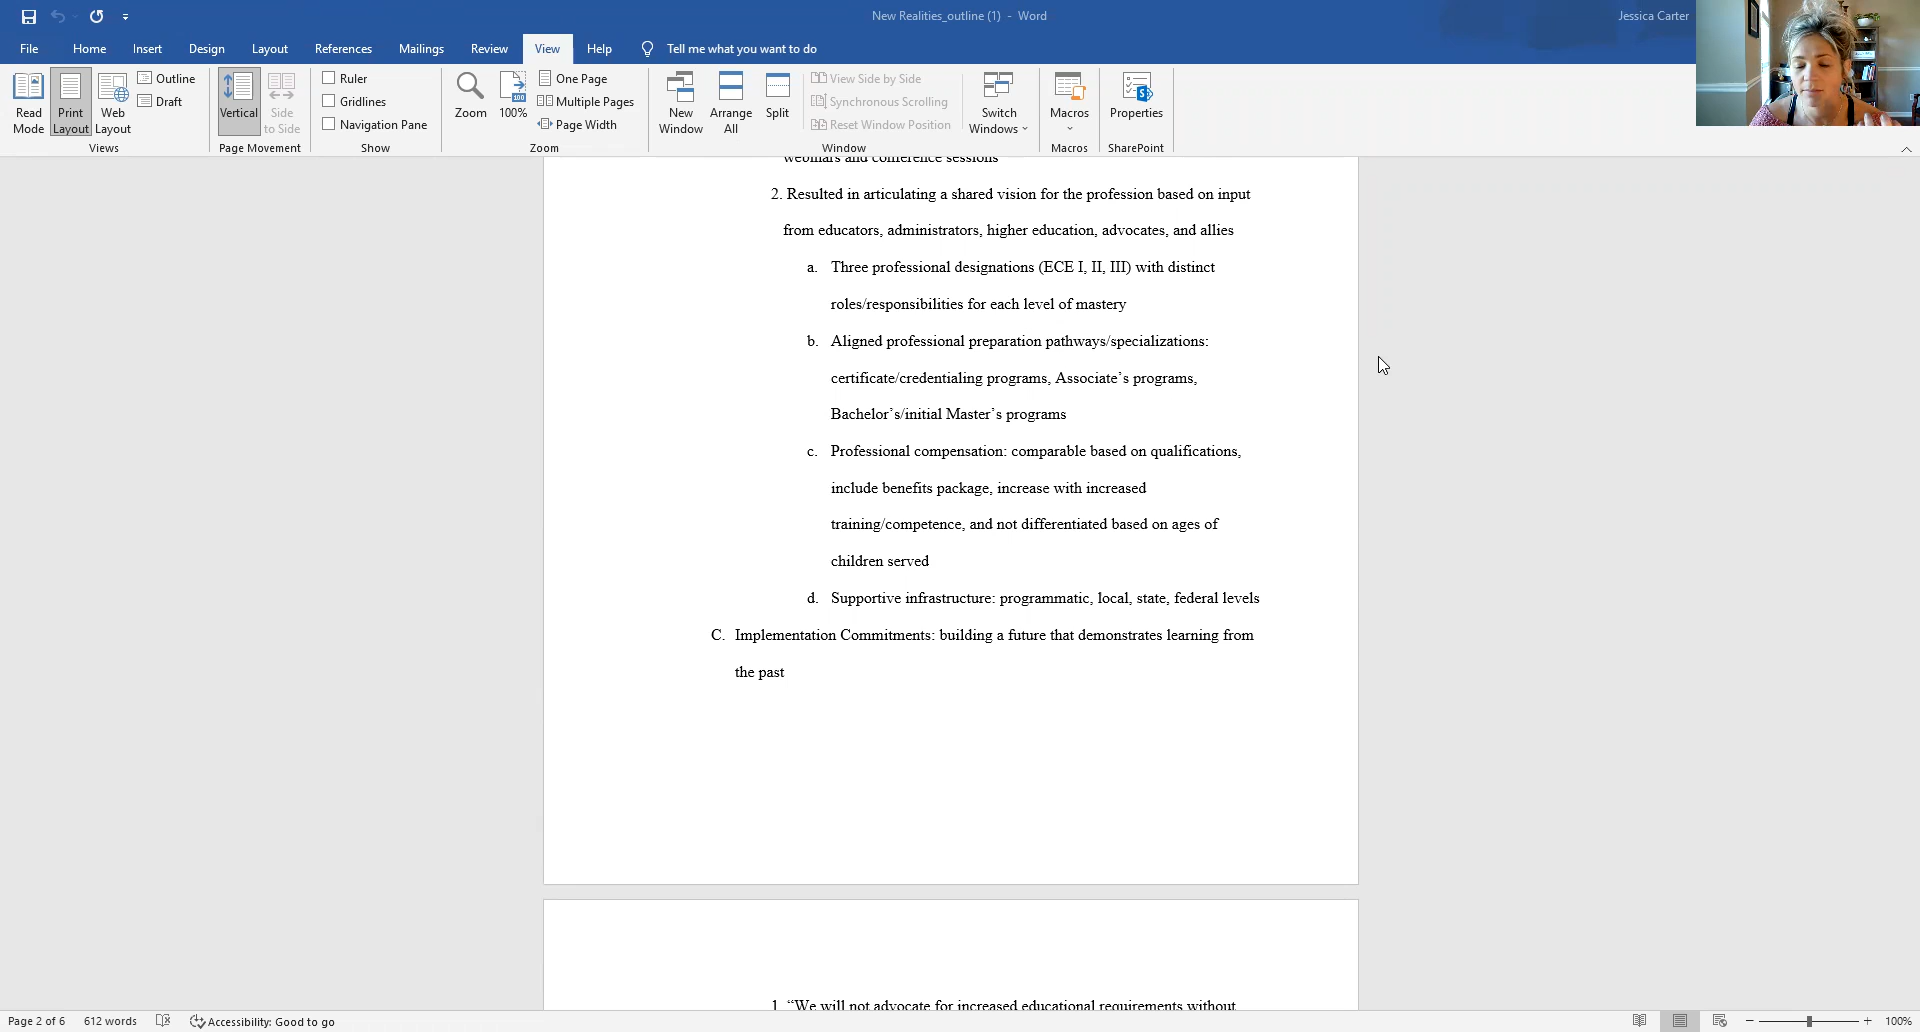 New Realities_outline (1) - Word
Jessica Carter
File Home Insert Design Layout References Mailings Review View Help Tell me what you want to do
Read Mode
Print Layout
Web Layout
Outline
Draft
Views
Vertical
Side to Side
Page Movement
Ruler
Gridlines
Navigation Pane
Show
Zoom
100
100%
One Page
Multiple Pages
Page Width
Zoom
New Window
Arrange All
Split
View Side by Side
Synchronous Scrolling
Reset Window Position
Switch Windows
Window
Macros
Macros
Properties
SharePoint
webinars and conference sessions
2. Resulted in articulating a shared vision for the profession based on input
from educators, administrators, higher education, advocates, and allies
a. Three professional designations (ECE I, II, III) with distinct
roles/responsibilities for each level of mastery
b. Aligned professional preparation pathways/specializations:
certificate/credentialing programs, Associate’s programs,
Bachelor’s/initial Master’s programs
c. Professional compensation: comparable based on qualifications,
include benefits package, increase with increased
training/competence, and not differentiated based on ages of
children served
d. Supportive infrastructure: programmatic, local, state, federal levels
C. Implementation Commitments: building a future that demonstrates learning from
the past
1. “We will not advocate for increased educational requirements without
Page 2 of 6 612 words Accessibility: Good to go 100%